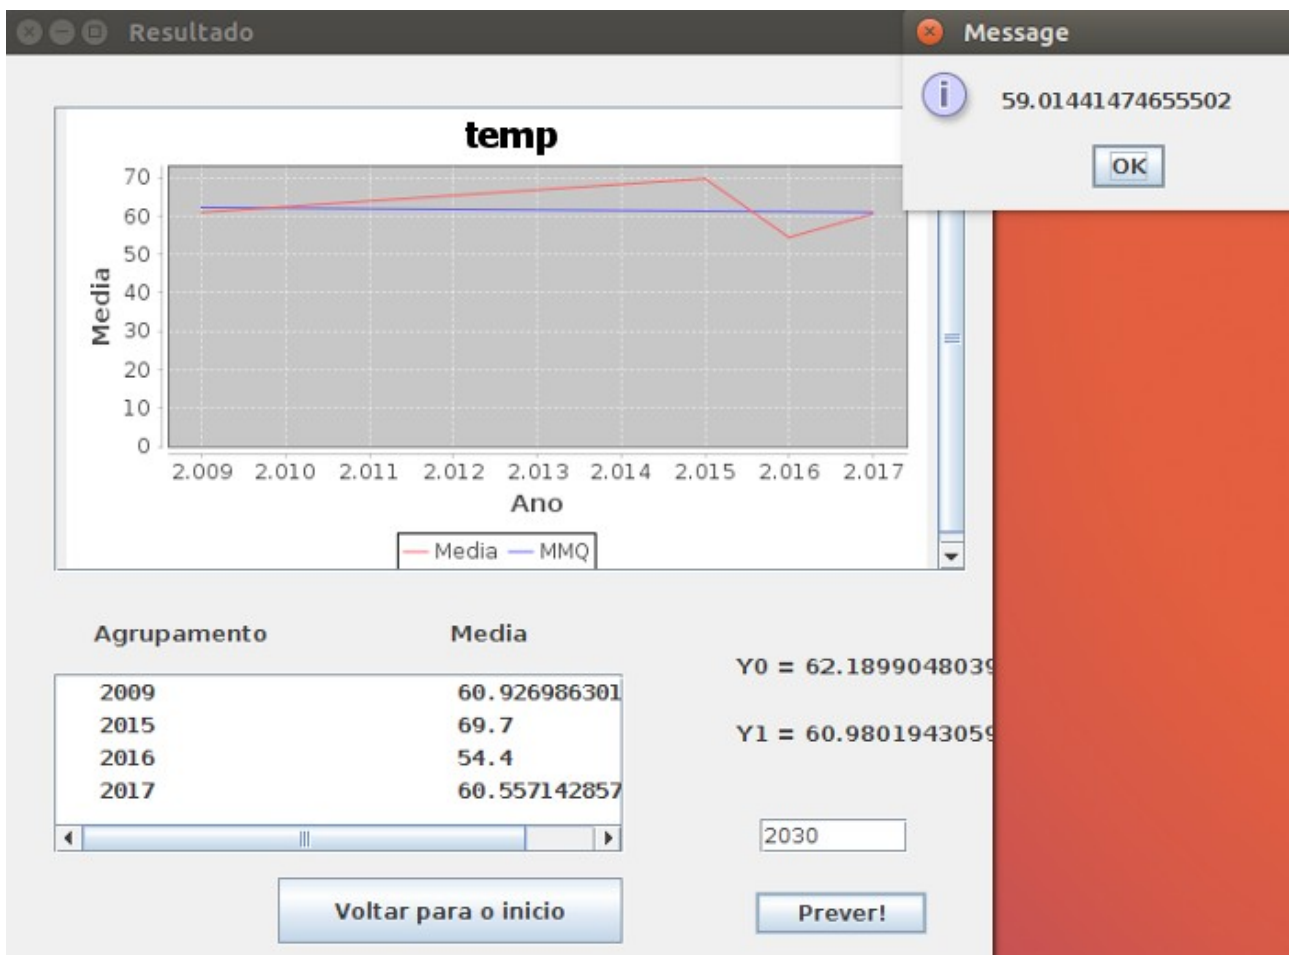 Resultado
Message
59.01441474655502
OK
temp
Media
70
60
50
40
30
20
10
0
2.009 2.010 2.011 2.012 2.013 2.014 2.015 2.016 2.017
Ano
Media MMQ
Agrupamento Media
2009 60.926986301
2015 69.7
2016 54.4
2017 60.557142857
Y0 = 62.1899048039
Y1 = 60.9801943059
2030
Voltar para o inicio
Prever!